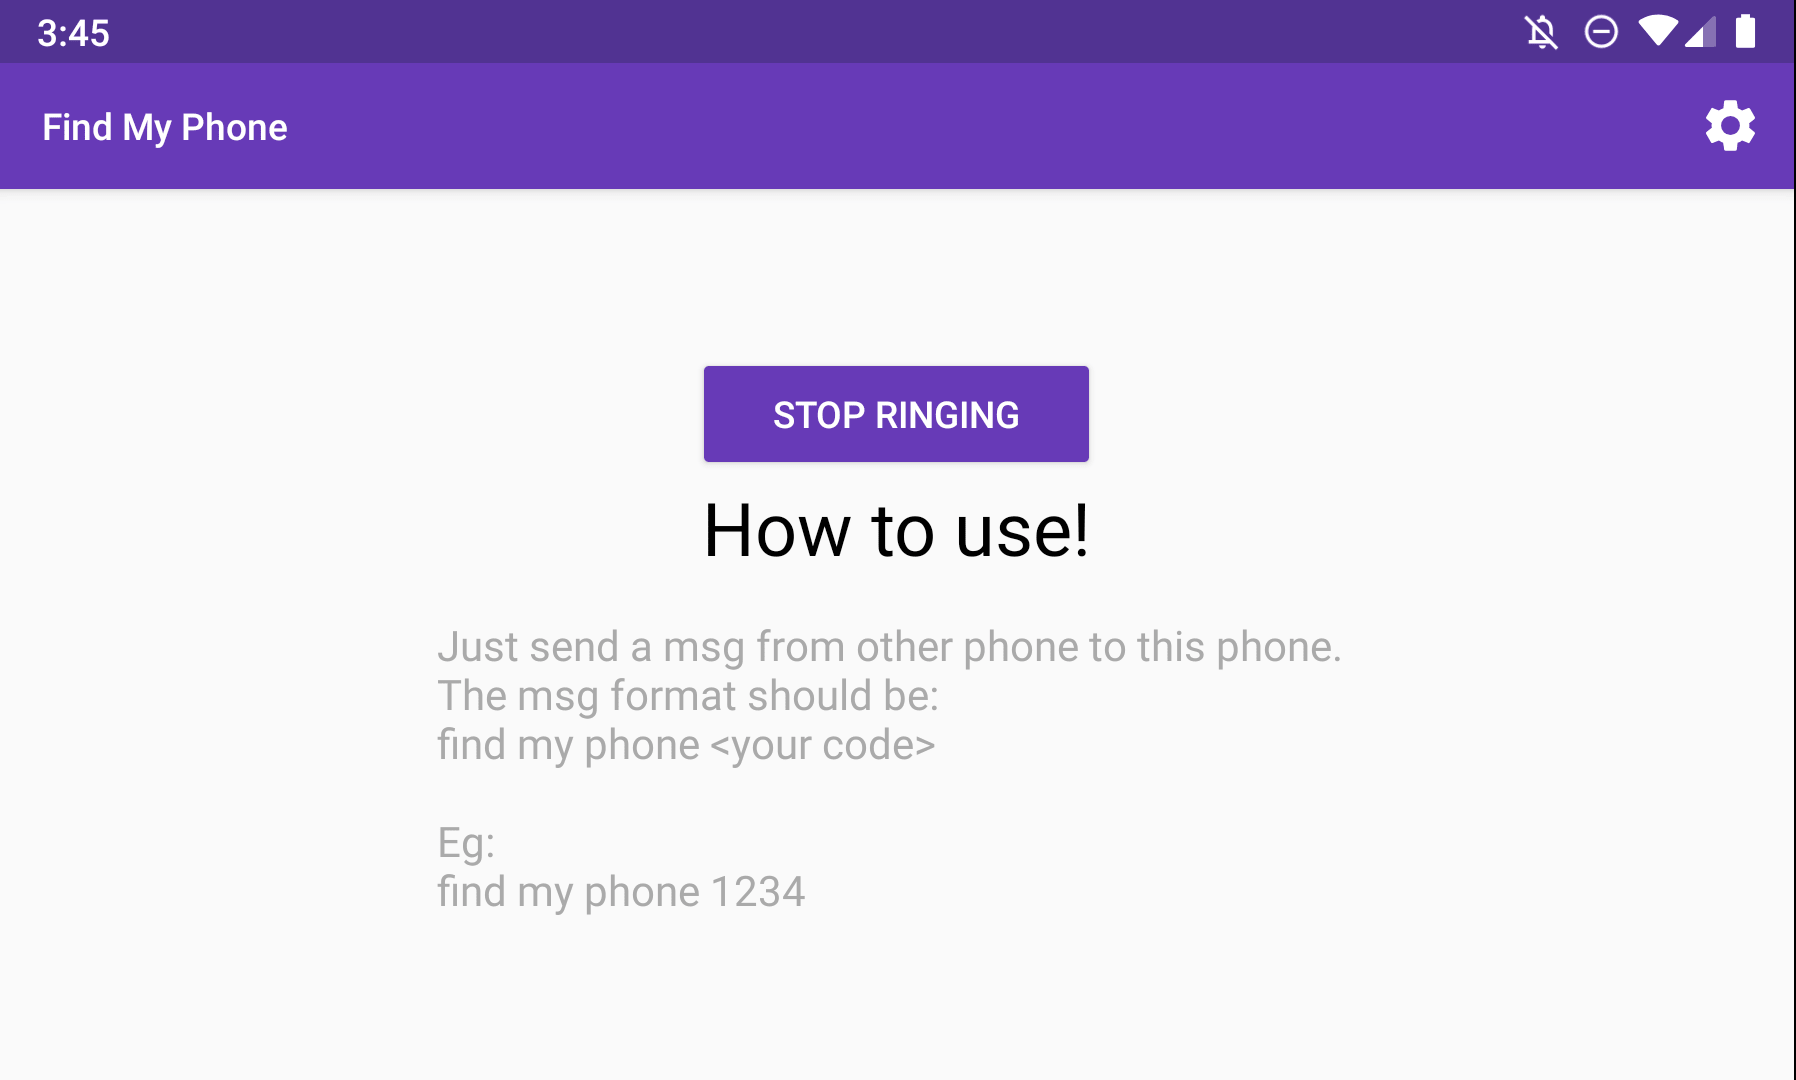 3:45
Find My Phone
STOP RINGING
How to use!
Just send a msg from other phone to this phone.
The msg format should be:
find my phone <your code>
Eg:
find my phone 1234